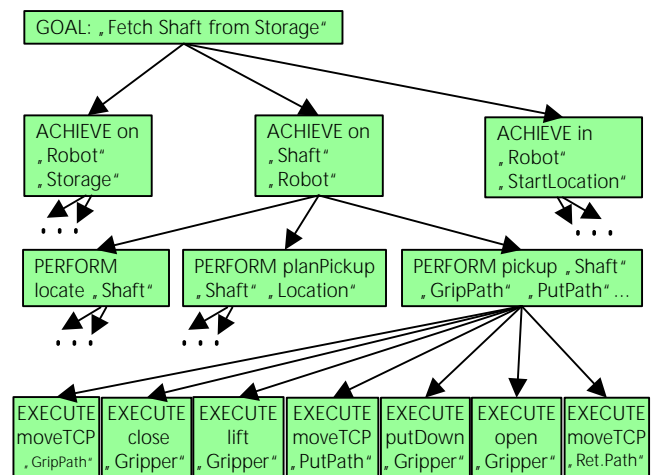 GOAL: „Fetch Shaft from Storage“
ACHIEVE on
„Robot“
„Storage“
ACHIEVE on
„Shaft“
„Robot“
ACHIEVE in
„Robot“
„StartLocation“
. . .
. . .
PERFORM
locate „Shaft“
PERFORM planPickup
„Shaft“ „Location“
PERFORM pickup „Shaft“
„GripPath“ „PutPath“ ...
. . .
. . .
EXECUTE
moveTCP
„GripPath“
EXECUTE
close
„Gripper“
EXECUTE
lift
„Gripper“
EXECUTE
moveTCP
„PutPath“
EXECUTE
putDown
„Gripper“
EXECUTE
open
„Gripper“
EXECUTE
moveTCP
„Ret.Path“